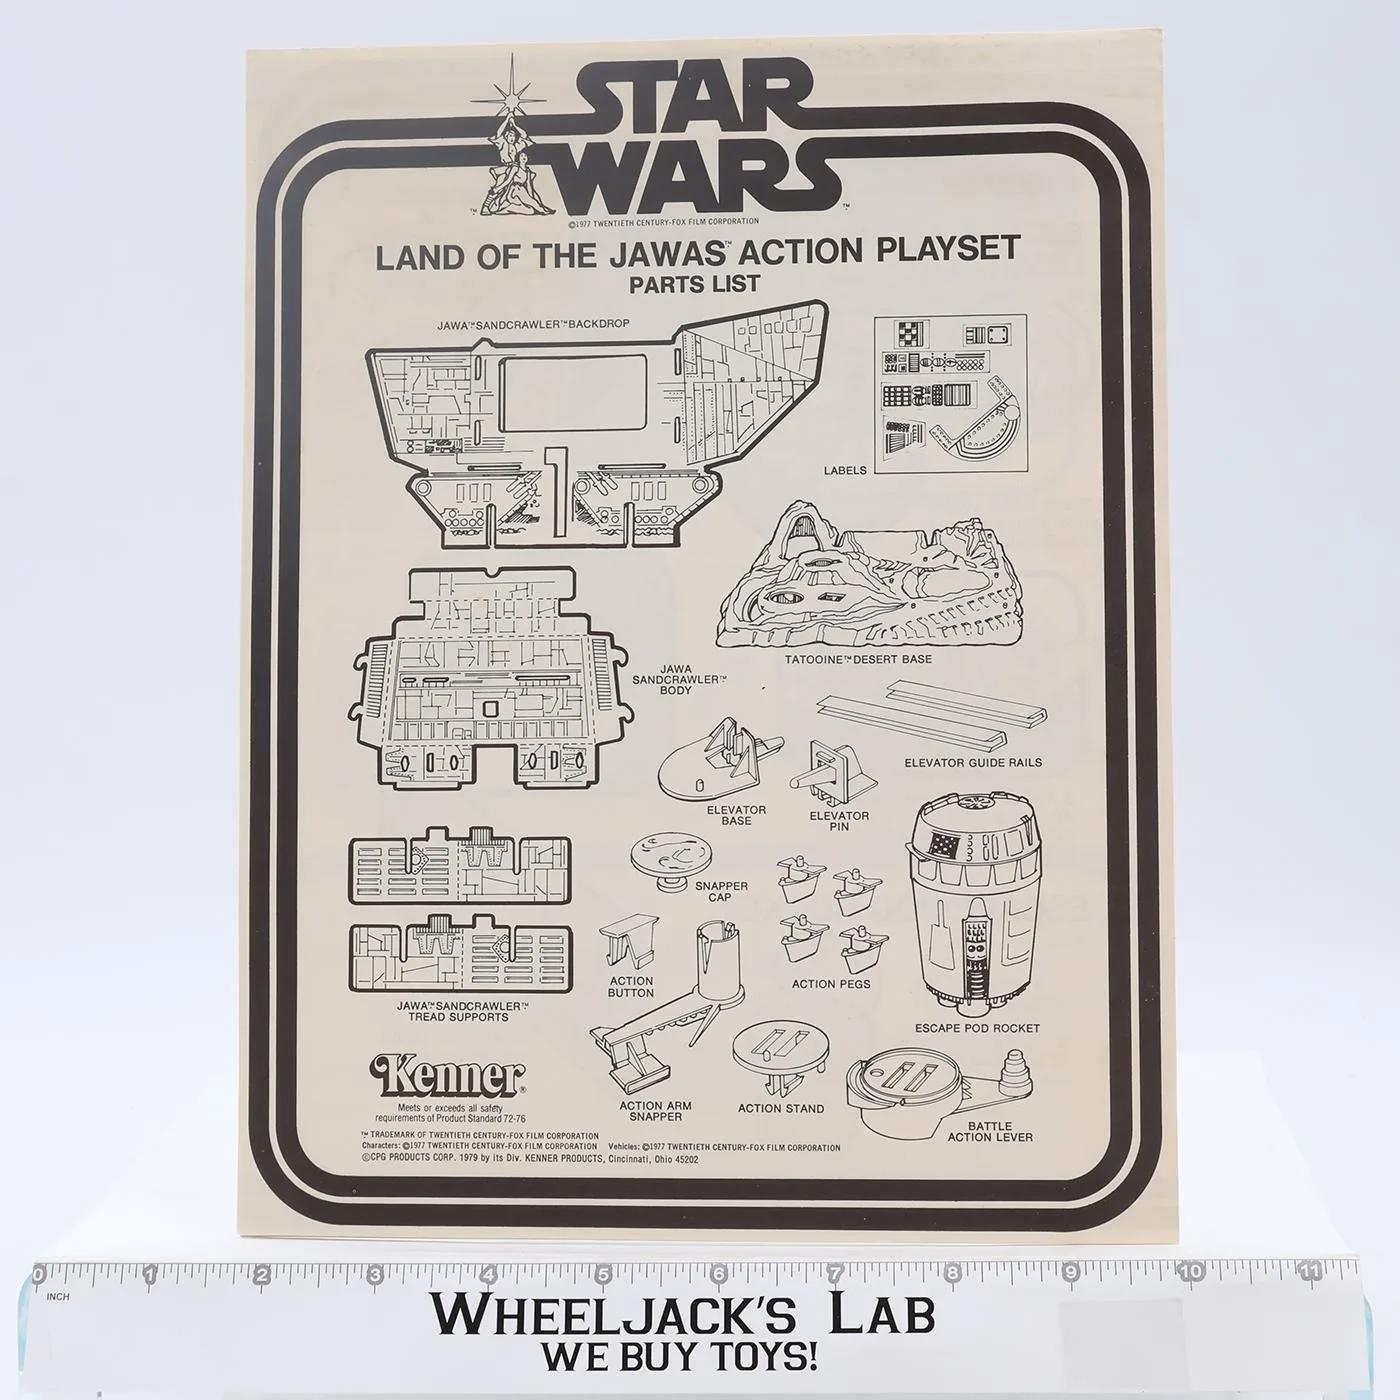 STAR
WARS
™
™
©1977 TWENTIETH CENTURY-FOX FILM CORPORATION
LAND OF THE JAWAS™ ACTION PLAYSET
PARTS LIST
JAWA™ SANDCRAWLER™ BACKDROP
LABELS
TATOOINE™ DESERT BASE
JAWA
SANDCRAWLER™
BODY
ELEVATOR GUIDE RAILS
ELEVATOR
BASE
ELEVATOR
PIN
SNAPPER
CAP
ACTION
BUTTON
ACTION PEGS
JAWA™ SANDCRAWLER™
TREAD SUPPORTS
ESCAPE POD ROCKET
Kenner®
Meets or exceeds all safety
requirements of Product Standard 72-76
ACTION ARM
SNAPPER
ACTION STAND
BATTLE
ACTION LEVER
™ TRADEMARK OF TWENTIETH CENTURY-FOX FILM CORPORATION
Characters: ©1977 TWENTIETH CENTURY-FOX FILM CORPORATION Vehicles: ©1977 TWENTIETH CENTURY-FOX FILM CORPORATION
©CPG PRODUCTS CORP. 1979 by its Div. KENNER PRODUCTS, Cincinnati, Ohio 45202
0 1 2 3 4 5 6 7 8 9 10 11
INCH
WHEELJACK'S LAB
WE BUY TOYS!